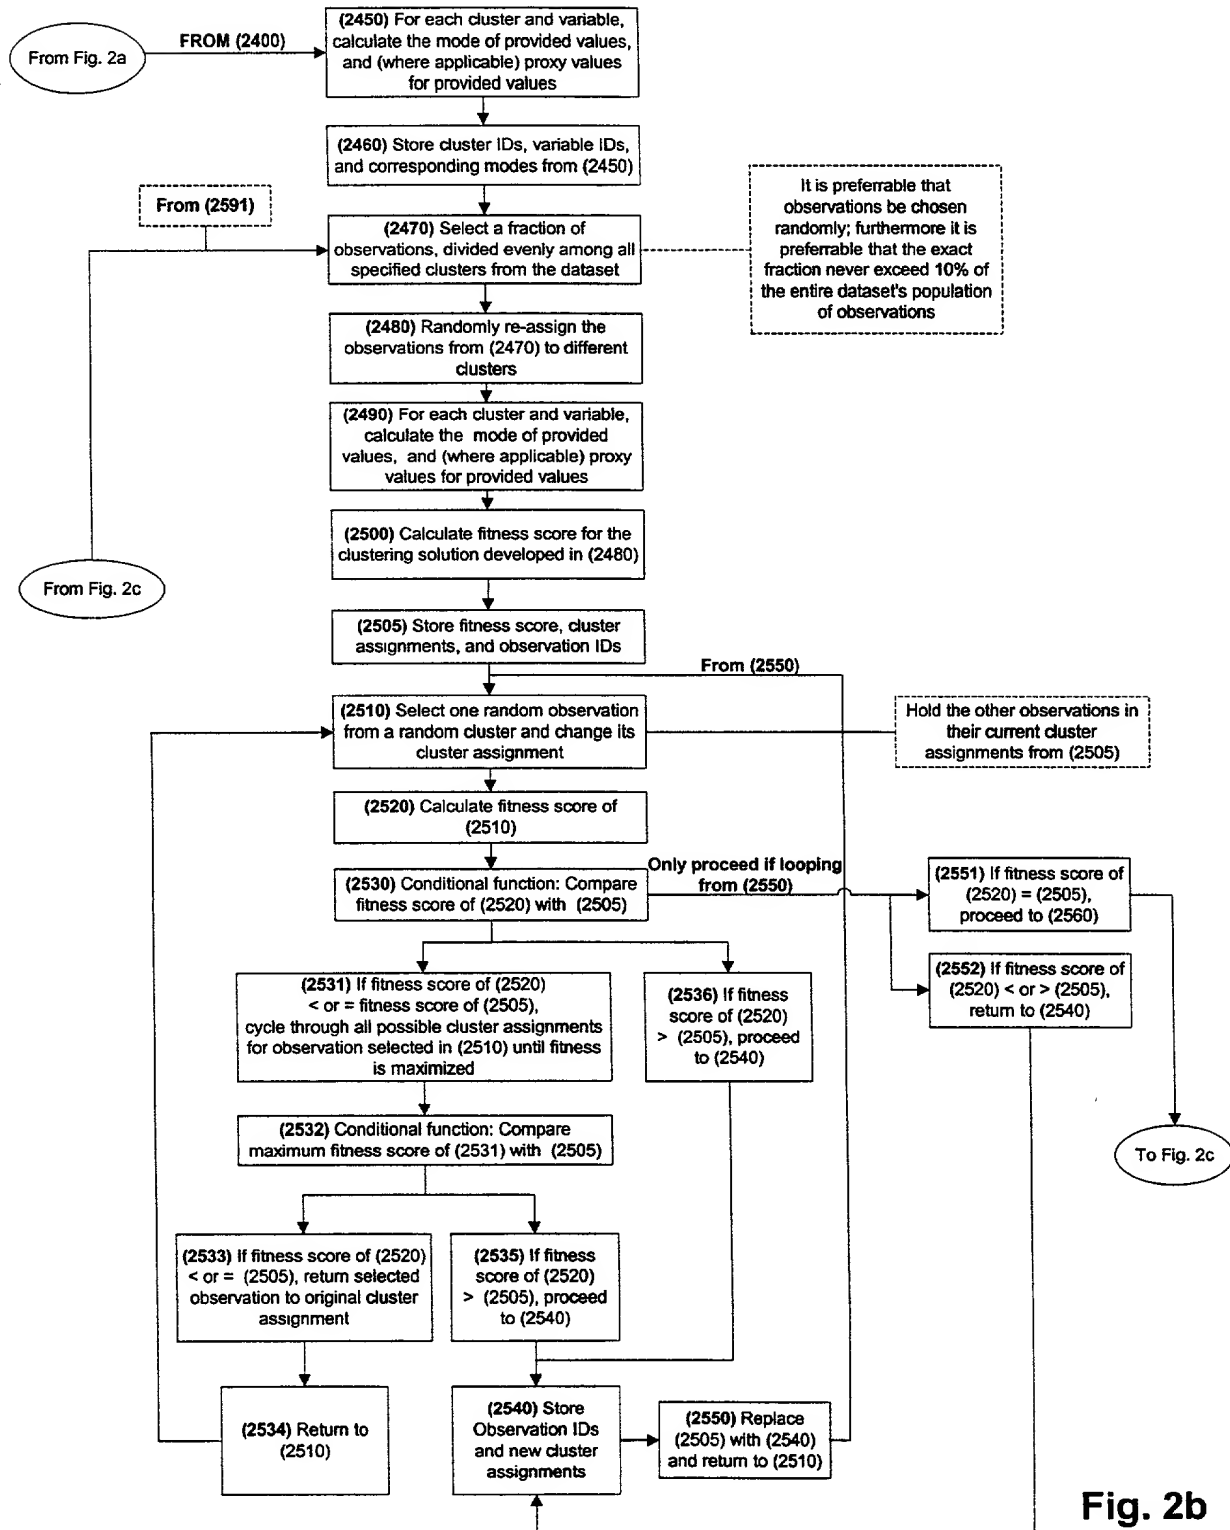 From Fig. 2a
FROM (2400)
(2450) For each cluster and variable,
calculate the mode of provided values,
and (where applicable) proxy values
for provided values
(2460) Store cluster IDs, variable IDs,
and corresponding modes from (2450)
From (2591)
(2470) Select a fraction of
observations, divided evenly among all
specified clusters from the dataset
It is preferrable that
observations be chosen
randomly; furthermore it is
preferrable that the exact
fraction never exceed 10% of
the entire dataset's population
of observations
(2480) Randomly re-assign the
observations from (2470) to different
clusters
(2490) For each cluster and variable,
calculate the mode of provided
values, and (where applicable) proxy
values for provided values
(2500) Calculate fitness score for the
clustering solution developed in (2480)
From Fig. 2c
(2505) Store fitness score, cluster
assignments, and observation IDs
From (2550)
(2510) Select one random observation
from a random cluster and change its
cluster assignment
Hold the other observations in
their current cluster
assignments from (2505)
(2520) Calculate fitness score of
(2510)
(2530) Conditional function: Compare
fitness score of (2520) with (2505)
Only proceed if looping
from (2550)
(2551) If fitness score of
(2520) = (2505),
proceed to (2560)
(2552) If fitness score of
(2520) < or > (2505),
return to (2540)
(2531) If fitness score of (2520)
< or = fitness score of (2505),
cycle through all possible cluster assignments
for observation selected in (2510) until fitness
is maximized
(2536) If fitness
score of (2520)
> (2505), proceed
to (2540)
(2532) Conditional function: Compare
maximum fitness score of (2531) with (2505)
To Fig. 2c
(2533) If fitness score of (2520)
< or = (2505), return selected
observation to original cluster
assignment
(2535) If fitness
score of (2520)
> (2505), proceed
to (2540)
(2534) Return to
(2510)
(2540) Store
Observation IDs
and new cluster
assignments
(2550) Replace
(2505) with (2540)
and return to (2510)
Fig. 2b